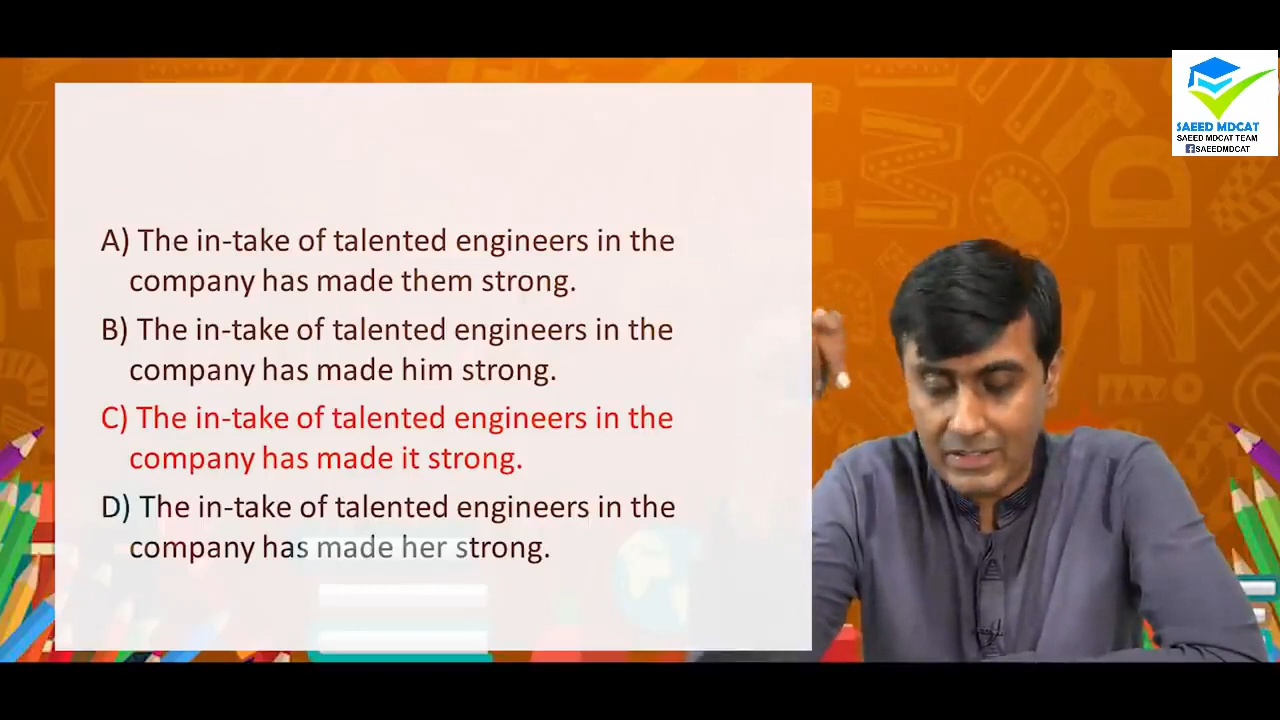 SAEED MDCAT
SAEED MDCAT TEAM
SAEEDMDCAT
A) The in-take of talented engineers in the
company has made them strong.
B) The in-take of talented engineers in the
company has made him strong.
C) The in-take of talented engineers in the
company has made it strong.
D) The in-take of talented engineers in the
company has made her strong.